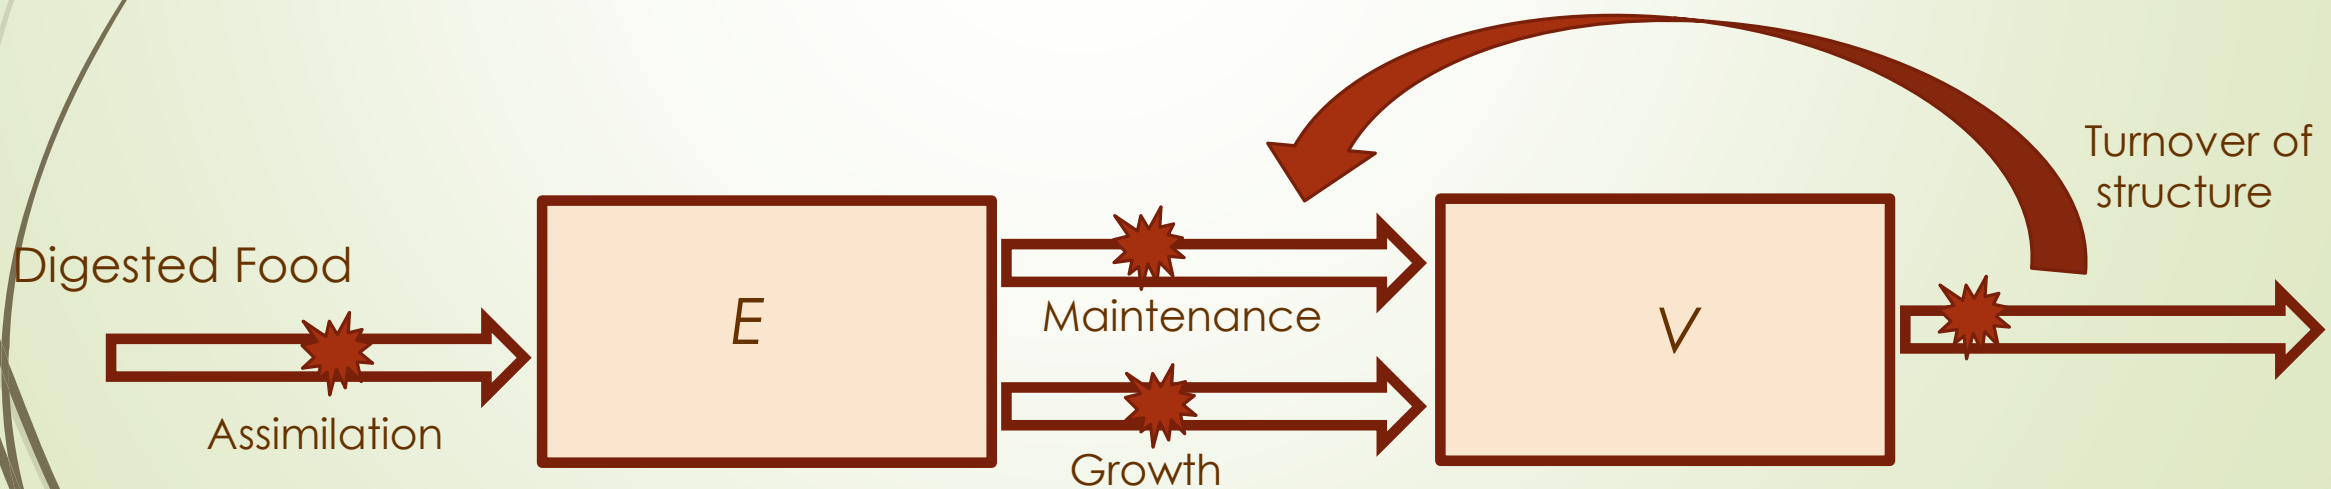 Digested Food
Assimilation
E
Maintenance
Growth
V
Turnover of
structure